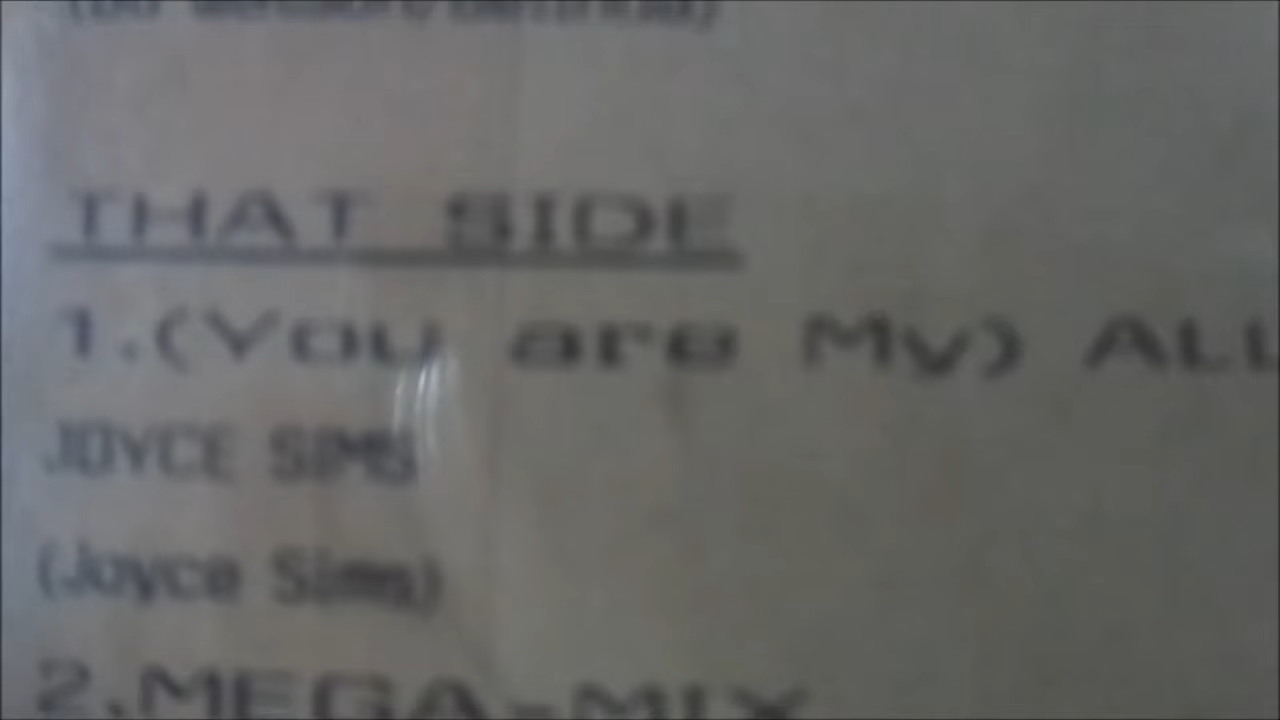 THAT SIDE
1.(You are My) ALL
JOYCE SIMS
(Joyce Sims)
2.MEGA-MIX